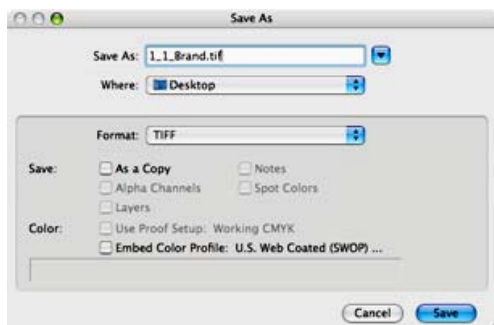 Save As
Save As: 1_1_Brand.tif
Where: Desktop
Format: TIFF
Save: As a Copy Notes
Alpha Channels Spot Colors
Layers
Color: Use Proof Setup: Working CMYK
Embed Color Profile: U.S. Web Coated (SWOP) ...
Cancel Save